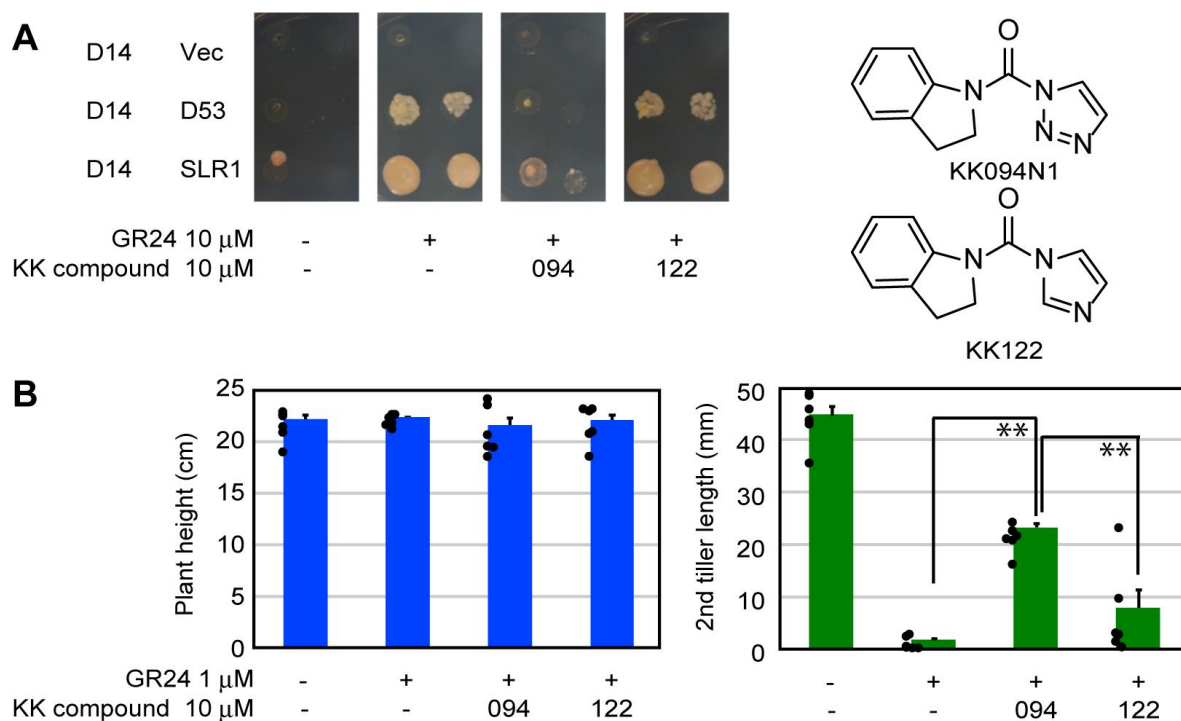 A
D14 Vec
D14 D53
D14 SLR1
GR24 10 μM - + + +
KK compound 10 μM - - 094 122
O
N
N
N
N
KK094N1
O
N
N
N
KK122
B
25
20
15
10
5
0
Plant height (cm)
GR24 1 μM - + + +
KK compound 10 μM - - 094 122
50
40
30
20
10
0
2nd tiller length (mm)
**
**
- + + +
- - 094 122